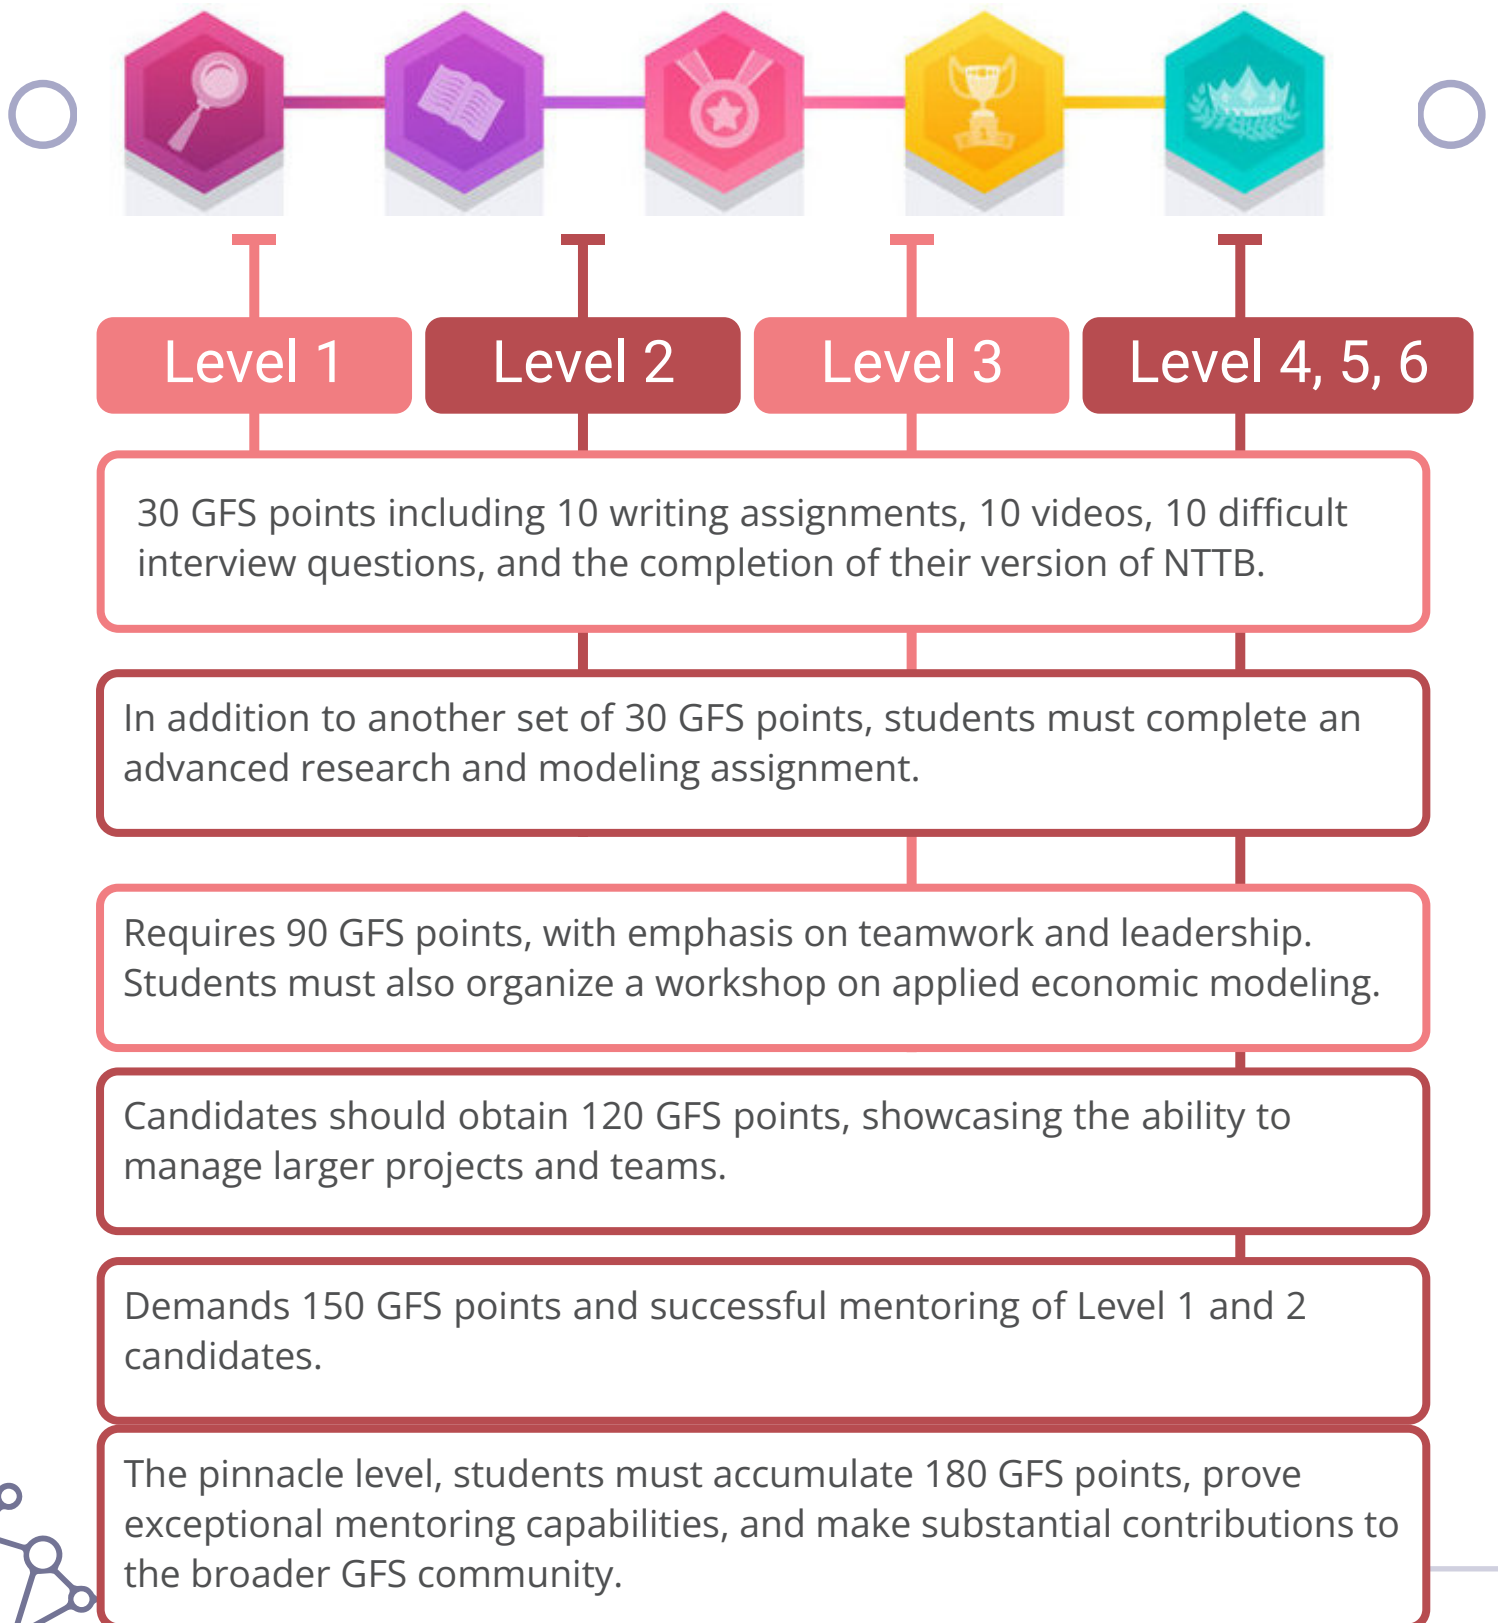 Level 1
Level 2
Level 3
Level 4, 5, 6
30 GFS points including 10 writing assignments, 10 videos, 10 difficult
interview questions, and the completion of their version of NTTB.
In addition to another set of 30 GFS points, students must complete an
advanced research and modeling assignment.
Requires 90 GFS points, with emphasis on teamwork and leadership.
Students must also organize a workshop on applied economic modeling.
Candidates should obtain 120 GFS points, showcasing the ability to
manage larger projects and teams.
Demands 150 GFS points and successful mentoring of Level 1 and 2
candidates.
The pinnacle level, students must accumulate 180 GFS points, prove
exceptional mentoring capabilities, and make substantial contributions to
the broader GFS community.